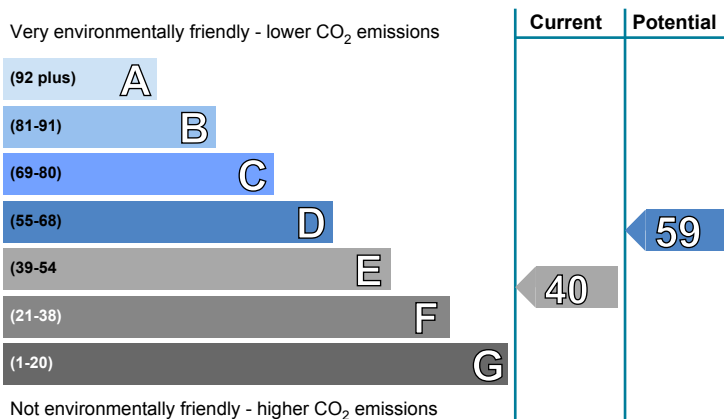 Current Potential
Very environmentally friendly - lower CO2 emissions
(92 plus) A
(81-91) B
(69-80) C
(55-68) D
59
(39-54 E
40
(21-38) F
(1-20) G
Not environmentally friendly - higher CO2 emissions